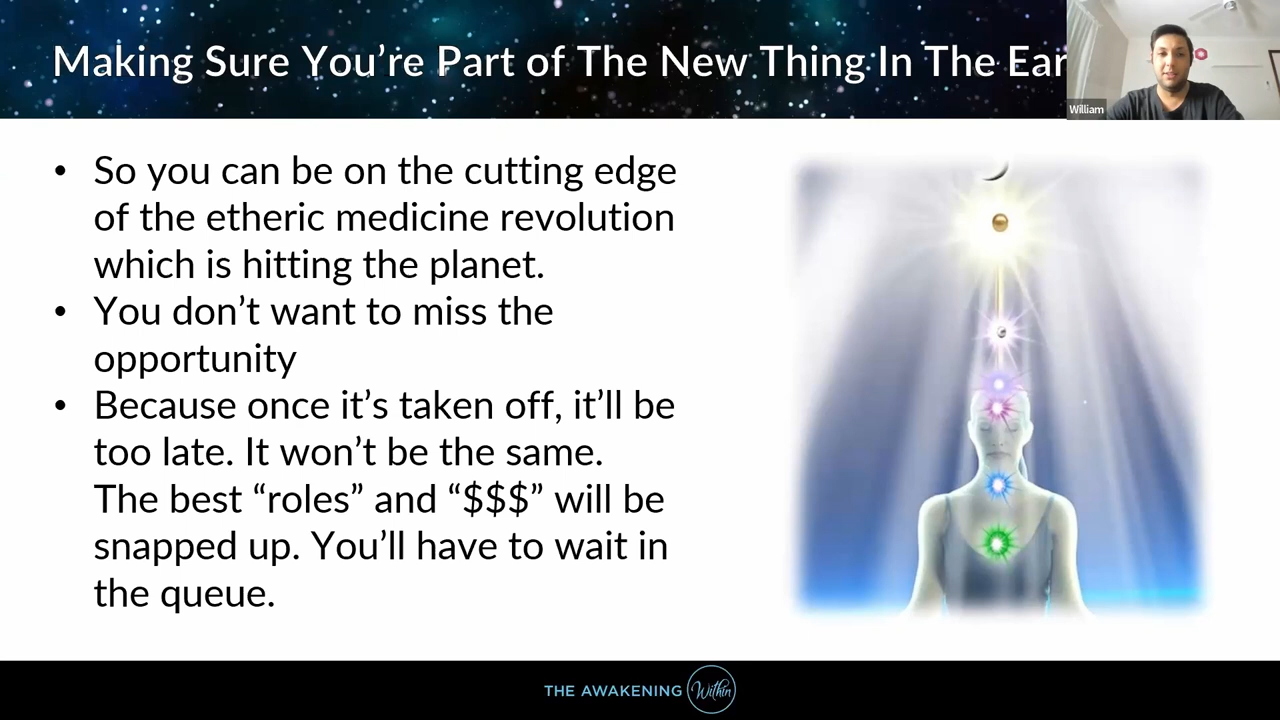 Making Sure You’re Part of The New Thing In The
William
• So you can be on the cutting edge
of the etheric medicine revolution
which is hitting the planet.
• You don’t want to miss the
opportunity
• Because once it’s taken off, it’ll be
too late. It won’t be the same.
The best “roles” and “$$$” will be
snapped up. You’ll have to wait in
the queue.
THE AWAKENING Within